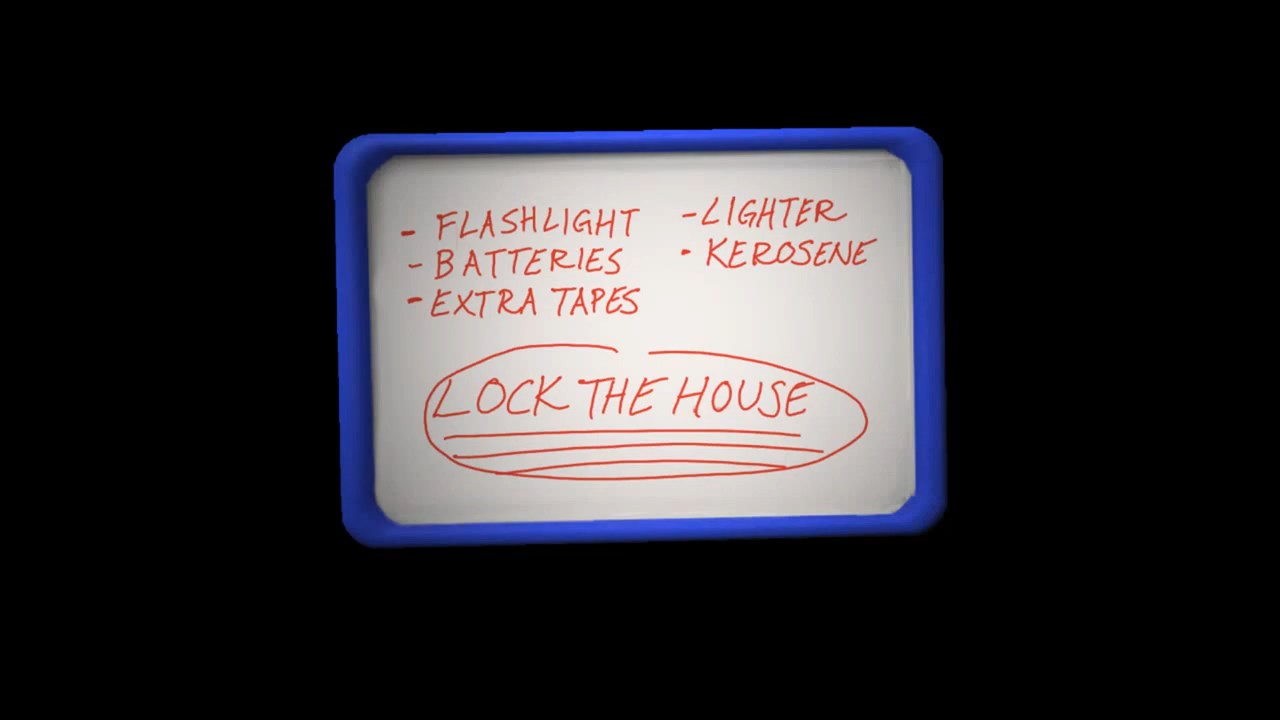 - FLASHLIGHT
- BATTERIES
- EXTRA TAPES
- LIGHTER
- KEROSENE
LOCK THE HOUSE